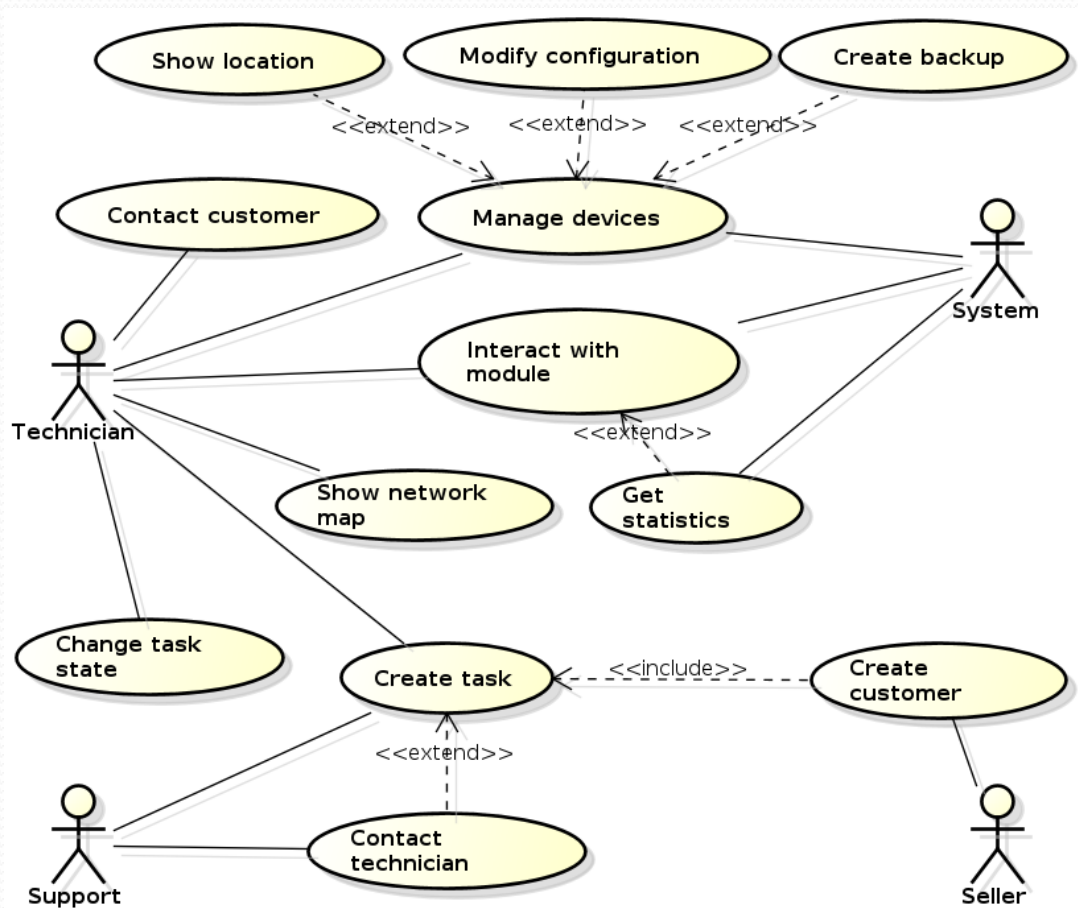 Show location
Modify configuration
Create backup
<<extend>>
<<extend>>
<<extend>>
Contact customer
Manage devices
System
Interact with
module
Technician
<<extend>>
Show network
map
Get
statistics
Change task
state
Create task
<<include>>
Create
customer
<<extend>>
Contact
technician
Support
Seller